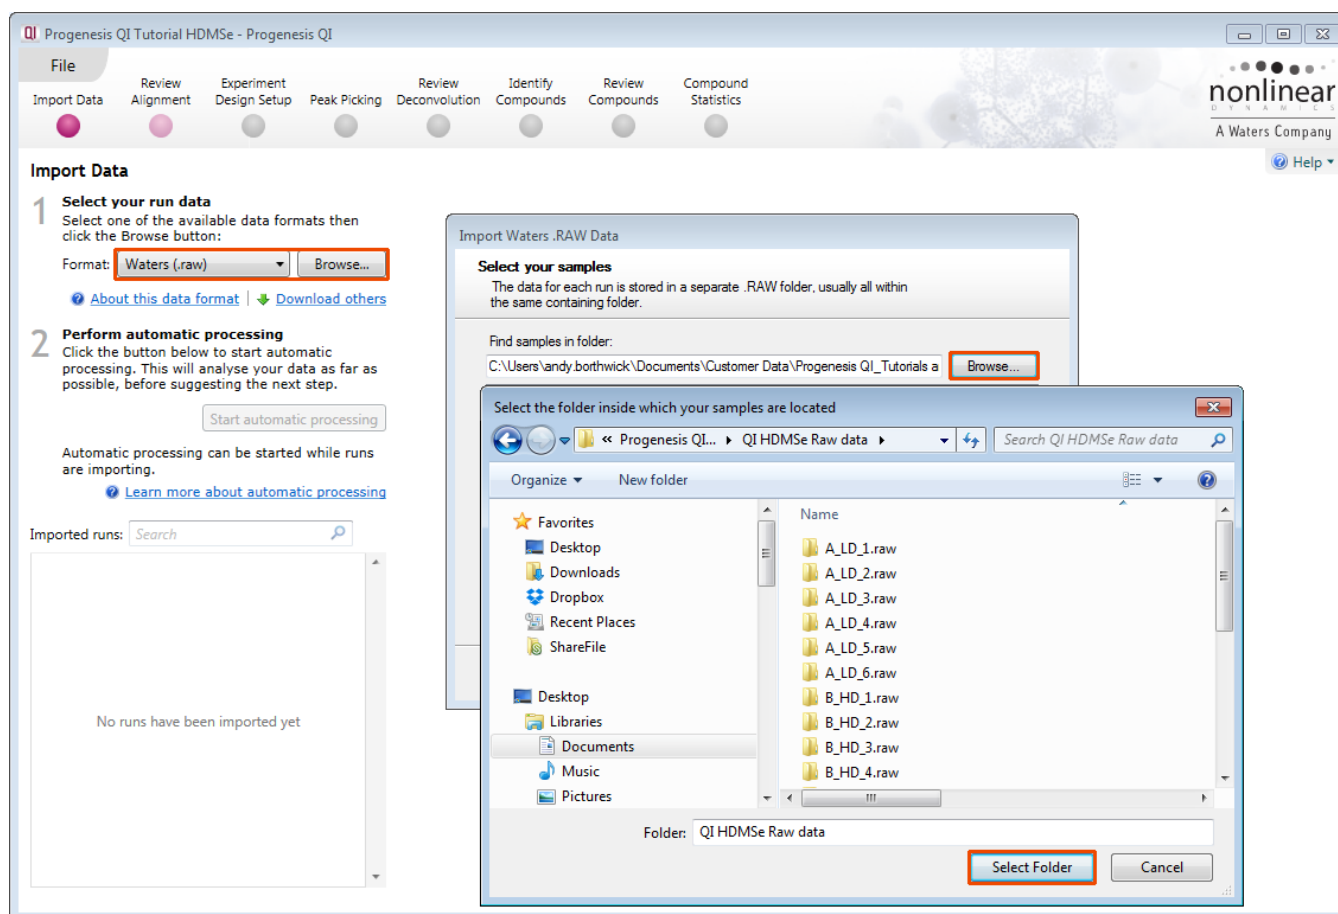 QI Progenesis QI Tutorial HDMSe - Progenesis QI
File
Import Data
Review Alignment
Experiment Design Setup
Peak Picking
Review Deconvolution
Identify Compounds
Review Compounds
Compound Statistics
nonlinear
DYNAMICS
A Waters Company
Help
Import Data
1 Select your run data
Select one of the available data formats then
click the Browse button:
Format: Waters (.raw) Browse...
About this data format | Download others
2 Perform automatic processing
Click the button below to start automatic
processing. This will analyse your data as far as
possible, before suggesting the next step.
Start automatic processing
Automatic processing can be started while runs
are importing.
Learn more about automatic processing
Imported runs: Search
No runs have been imported yet
Import Waters .RAW Data
Select your samples
The data for each run is stored in a separate .RAW folder, usually all within
the same containing folder.
Find samples in folder:
C:\Users\andy.borthwick\Documents\Customer Data\Progenesis QI_Tutorials a Browse...
Select the folder inside which your samples are located
« Progenesis QI... QI HDMSe Raw data Search QI HDMSe Raw data
Organize New folder
Favorites
Desktop
Downloads
Dropbox
Recent Places
ShareFile
Desktop
Libraries
Documents
Music
Pictures
Name
A_LD_1.raw
A_LD_2.raw
A_LD_3.raw
A_LD_4.raw
A_LD_5.raw
A_LD_6.raw
B_HD_1.raw
B_HD_2.raw
B_HD_3.raw
B_HD_4.raw
Folder: QI HDMSe Raw data
Select Folder Cancel